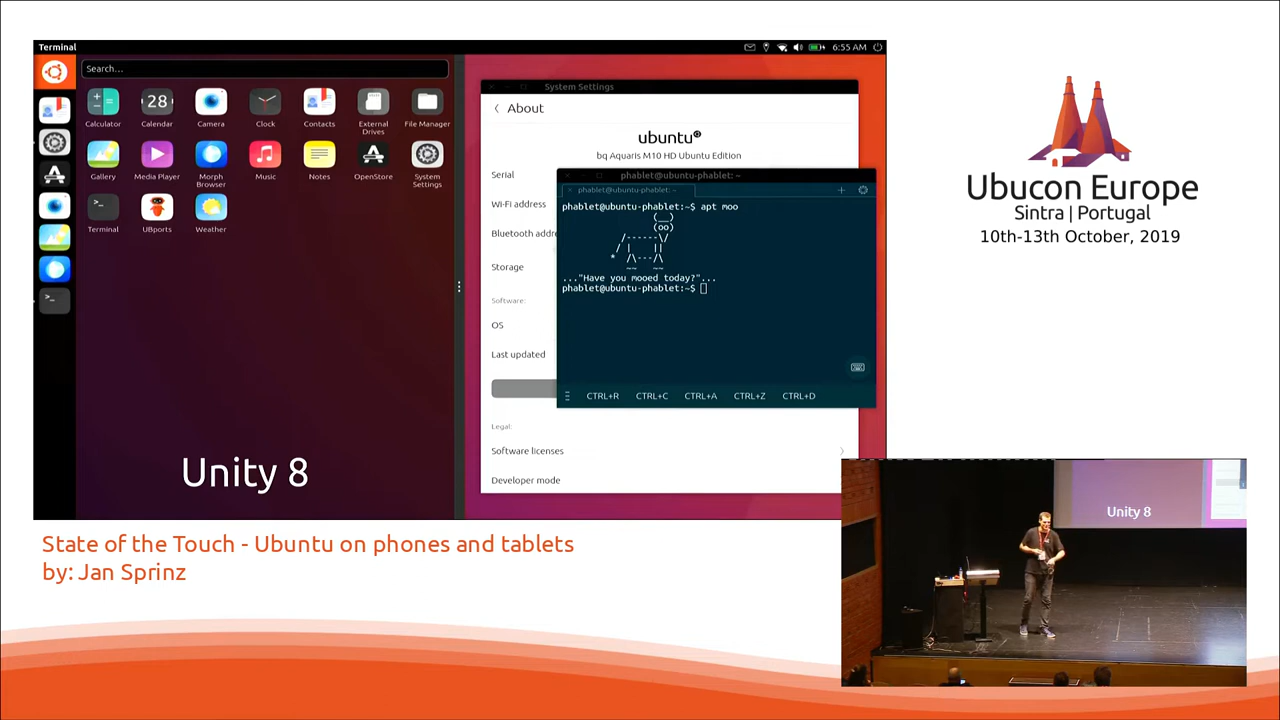 Terminal
6:55 AM
Search...
Calculator
28
Calendar
Camera
Clock
Contacts
External Drives
File Manager
Gallery
Media Player
Morph Browser
Music
Notes
OpenStore
System Settings
Terminal
UBports
Weather
Unity 8
System Settings
About
ubuntu
bq Aquaris M10 HD Ubuntu Edition
Serial
Wi-Fi address
Bluetooth addre
Storage
Software:
OS
Last updated
Legal:
Software licenses
Developer mode
phablet@ubuntu-phablet: ~
phablet@ubuntu-phablet: ~
phablet@ubuntu-phablet:~$ apt moo
(__)
(oo)
/------\/
/ |    ||
*  /\---/\
~~   ~~
..."Have you mooed today?"...
phablet@ubuntu-phablet:~$
CTRL+R CTRL+C CTRL+A CTRL+Z CTRL+D
State of the Touch - Ubuntu on phones and tablets
by: Jan Sprinz
Ubucon Europe
Sintra | Portugal
10th-13th October, 2019
Unity 8